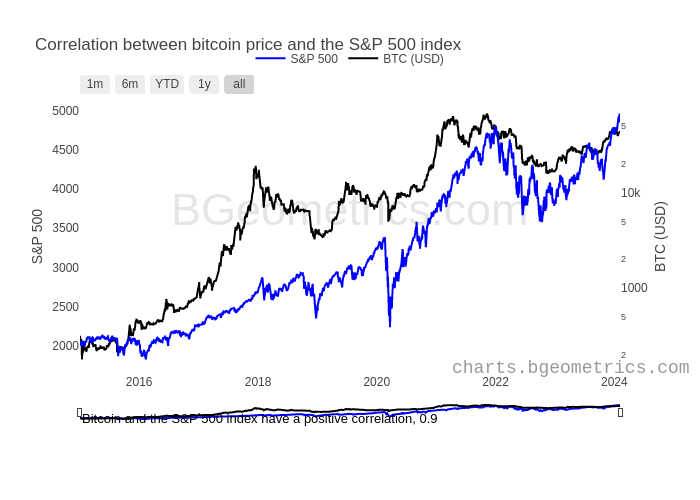 Correlation between bitcoin price and the S&P 500 index
S&P 500 BTC (USD)
1m 6m YTD 1y all
BGeometrics.com
5000
4500
4000
3500
3000
2500
2000
S&P 500
5
2
10k
5
2
1000
5
2
BTC (USD)
charts.bgeometrics.com
2016 2018 2020 2022 2024
Bitcoin and the S&P 500 index have a positive correlation, 0.9